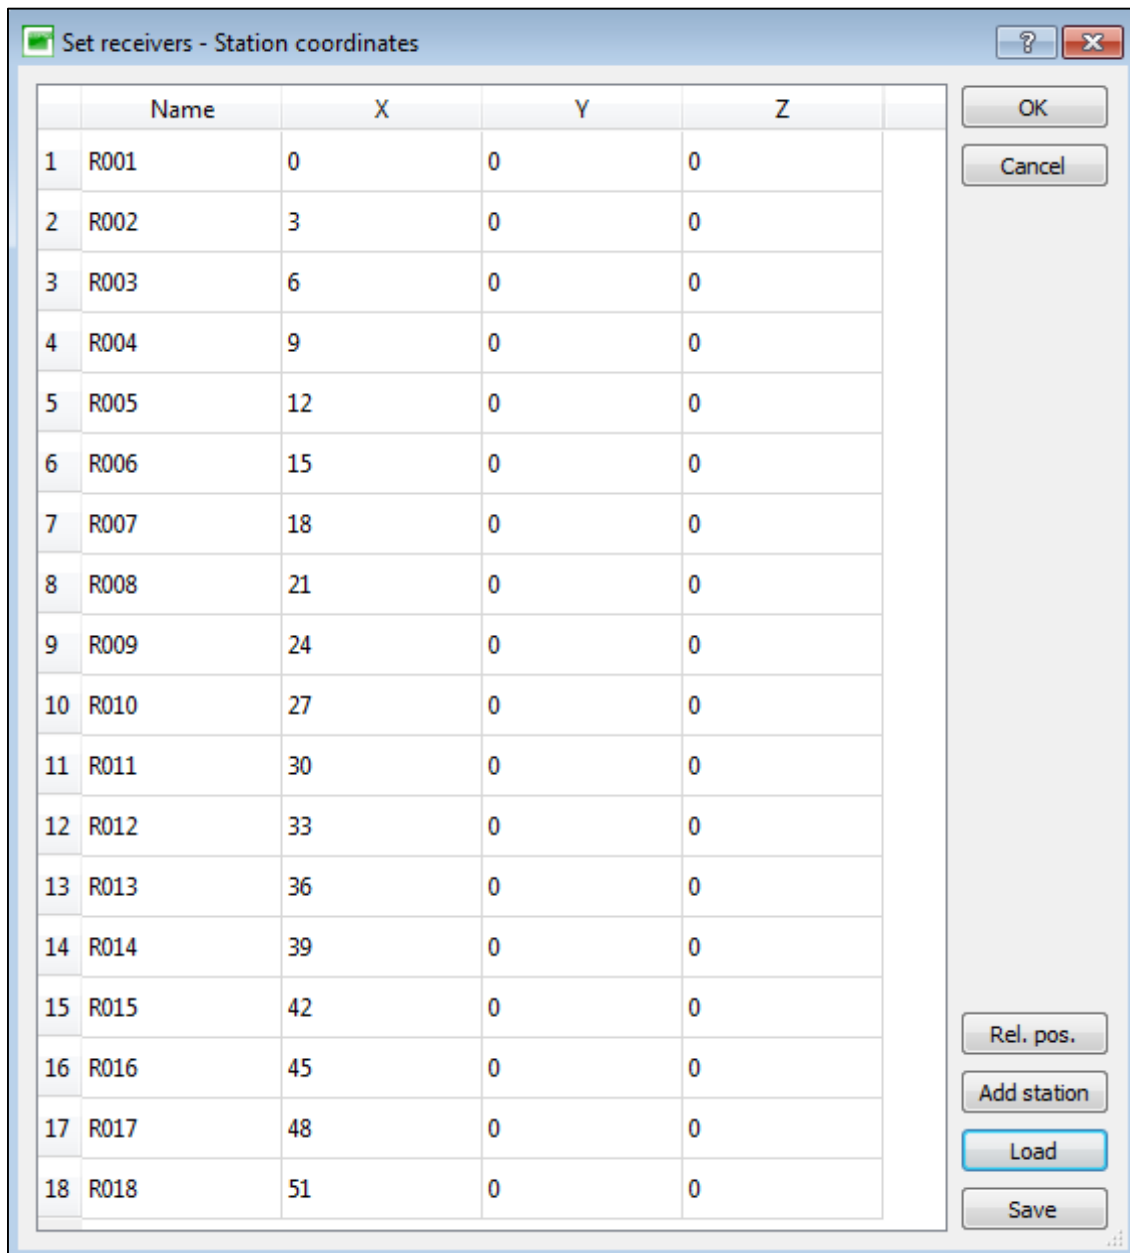 Set receivers - Station coordinates ?
Name X Y Z OK
1 R001 0 0 0 Cancel
2 R002 3 0 0
3 R003 6 0 0
4 R004 9 0 0
5 R005 12 0 0
6 R006 15 0 0
7 R007 18 0 0
8 R008 21 0 0
9 R009 24 0 0
10 R010 27 0 0
11 R011 30 0 0
12 R012 33 0 0
13 R013 36 0 0
14 R014 39 0 0
15 R015 42 0 0
Rel. pos.
16 R016 45 0 0
Add station
17 R017 48 0 0
Load
18 R018 51 0 0
Save